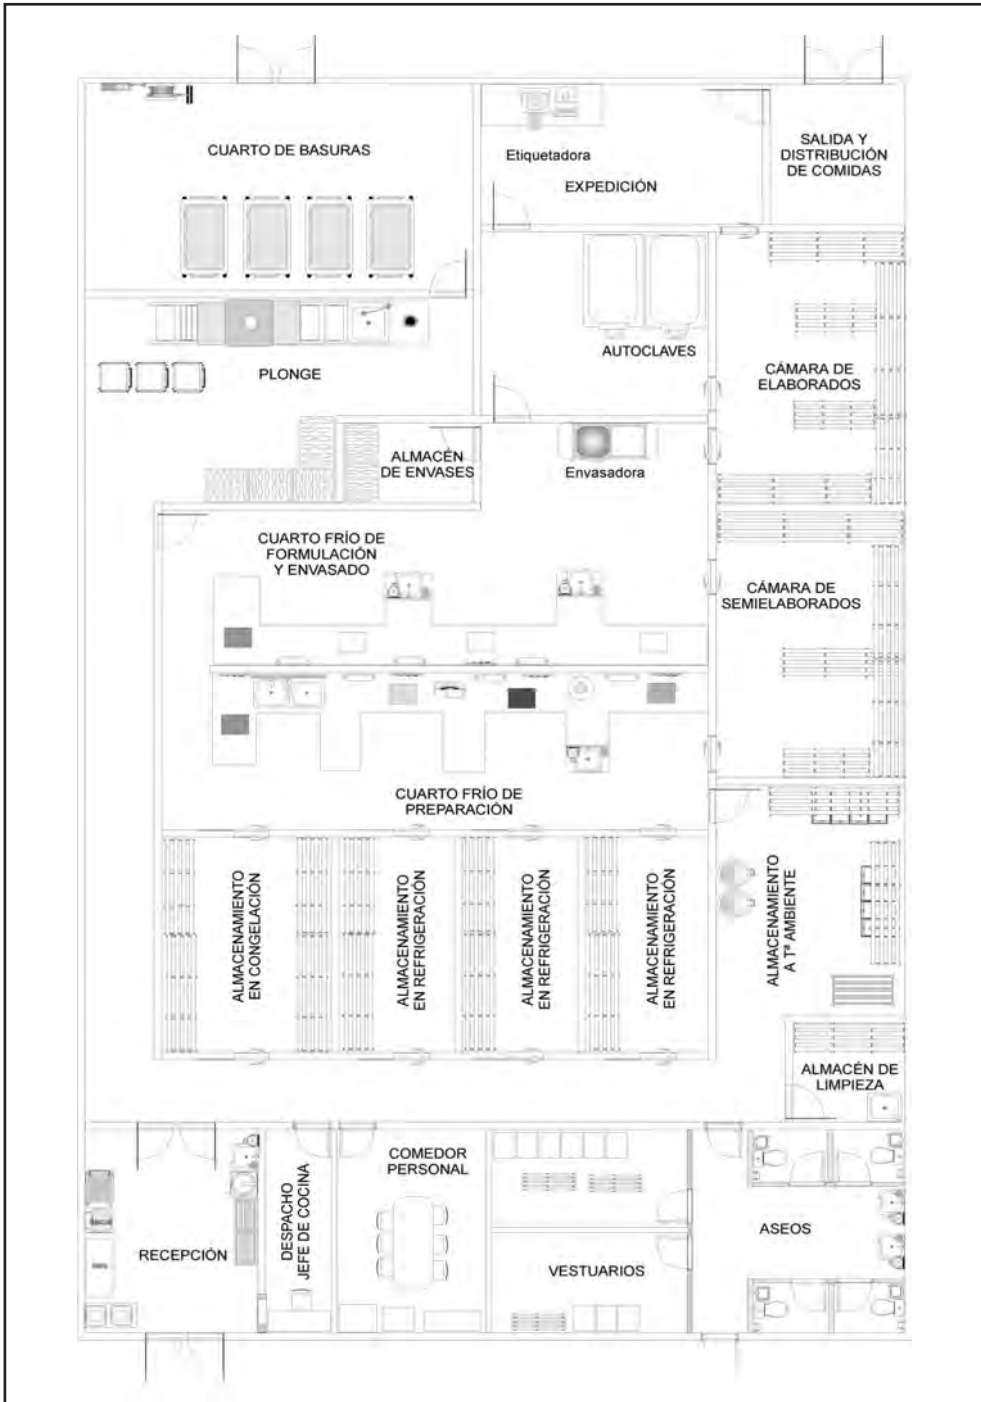 CUARTO DE BASURAS
Etiquetadora
EXPEDICIÓN
SALIDA Y
DISTRIBUCIÓN
DE COMIDAS
AUTOCLAVES
PLONGE
CÁMARA DE
ELABORADOS
ALMACÉN
DE ENVASES
Envasadora
CUARTO FRÍO DE
FORMULACIÓN
Y ENVASADO
CÁMARA DE
SEMIELABORADOS
CUARTO FRÍO DE
PREPARACIÓN
ALMACENAMIENTO
EN CONGELACIÓN
ALMACENAMIENTO
EN REFRIGERACIÓN
ALMACENAMIENTO
EN REFRIGERACIÓN
ALMACENAMIENTO
EN REFRIGERACIÓN
ALMACENAMIENTO
A Tª AMBIENTE
ALMACÉN DE
LIMPIEZA
RECEPCIÓN
DESPACHO
JEFE DE COCINA
COMEDOR
PERSONAL
VESTUARIOS
ASEOS